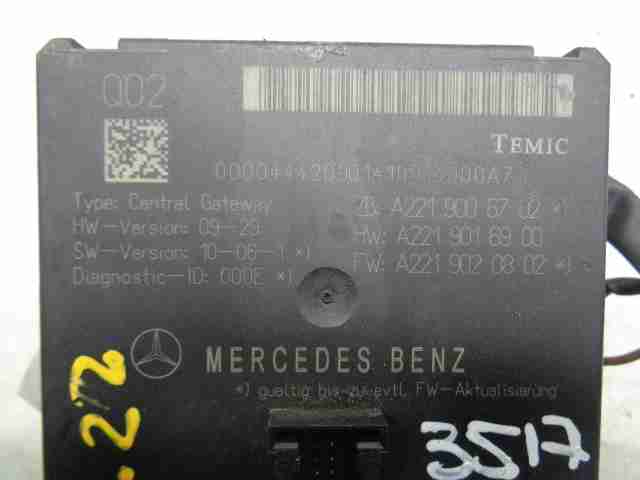 Q02
TEMIC
Type: Central Gateway
HW-Version: 09-29
SW-Version: 10-06-1 *)
Diagnostic-ID: 000E *)
ZB: A221 900 67 02 *)
HW: A221 901 69 00
FW: A221 902 08 02 *)
MERCEDES BENZ
*) gueltig bis zu evtl. FW-Aktualisierung
22
3517